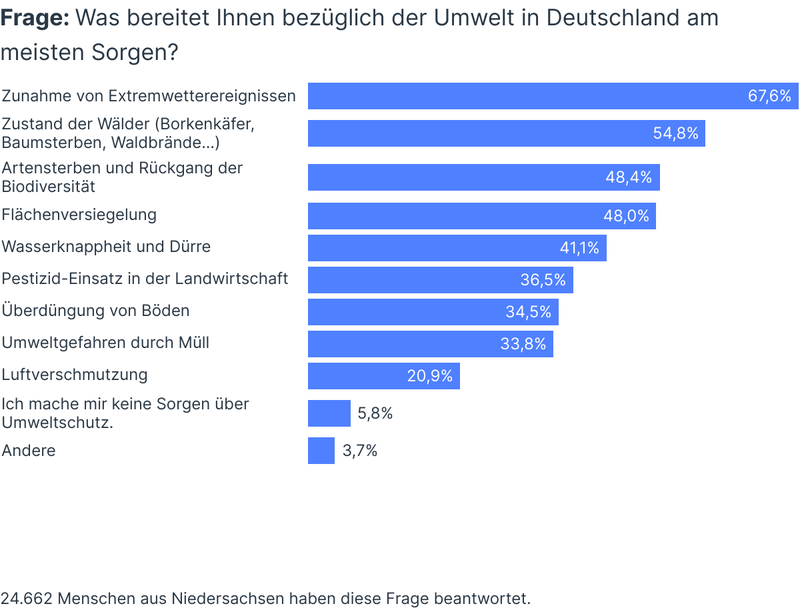 Frage: Was bereitet Ihnen bezüglich der Umwelt in Deutschland am
meisten Sorgen?
Zunahme von Extremwetterereignissen 67,6%
Zustand der Wälder (Borkenkäfer,
Baumsterben, Waldbrände...) 54,8%
Artensterben und Rückgang der
Biodiversität 48,4%
Flächenversiegelung 48,0%
Wasserknappheit und Dürre 41,1%
Pestizid-Einsatz in der Landwirtschaft 36,5%
Überdüngung von Böden 34,5%
Umweltgefahren durch Müll 33,8%
Luftverschmutzung 20,9%
Ich mache mir keine Sorgen über
Umweltschutz. 5,8%
Andere 3,7%
24.662 Menschen aus Niedersachsen haben diese Frage beantwortet.